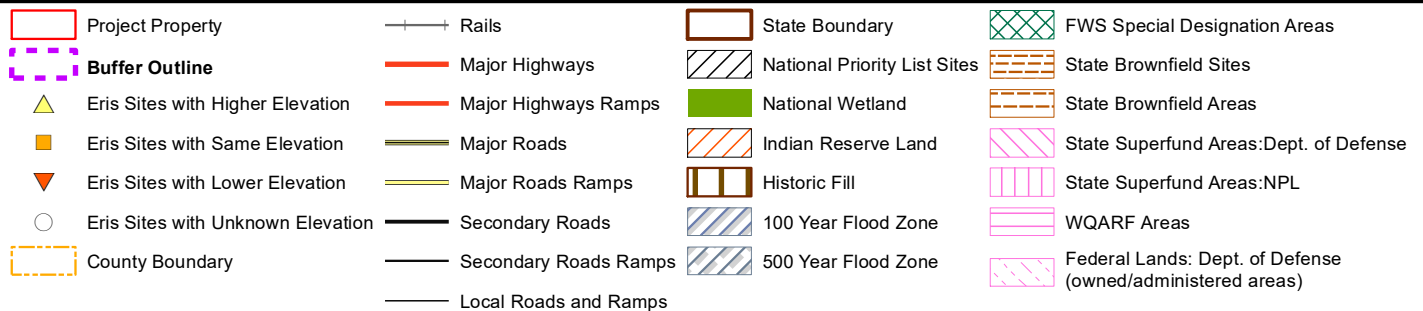 Project Property
Buffer Outline
Eris Sites with Higher Elevation
Eris Sites with Same Elevation
Eris Sites with Lower Elevation
Eris Sites with Unknown Elevation
County Boundary
Rails
Major Highways
Major Highways Ramps
Major Roads
Major Roads Ramps
Secondary Roads
Secondary Roads Ramps
Local Roads and Ramps
State Boundary
National Priority List Sites
National Wetland
Indian Reserve Land
Historic Fill
100 Year Flood Zone
500 Year Flood Zone
FWS Special Designation Areas
State Brownfield Sites
State Brownfield Areas
State Superfund Areas:Dept. of Defense
State Superfund Areas:NPL
WQARF Areas
Federal Lands: Dept. of Defense
(owned/administered areas)